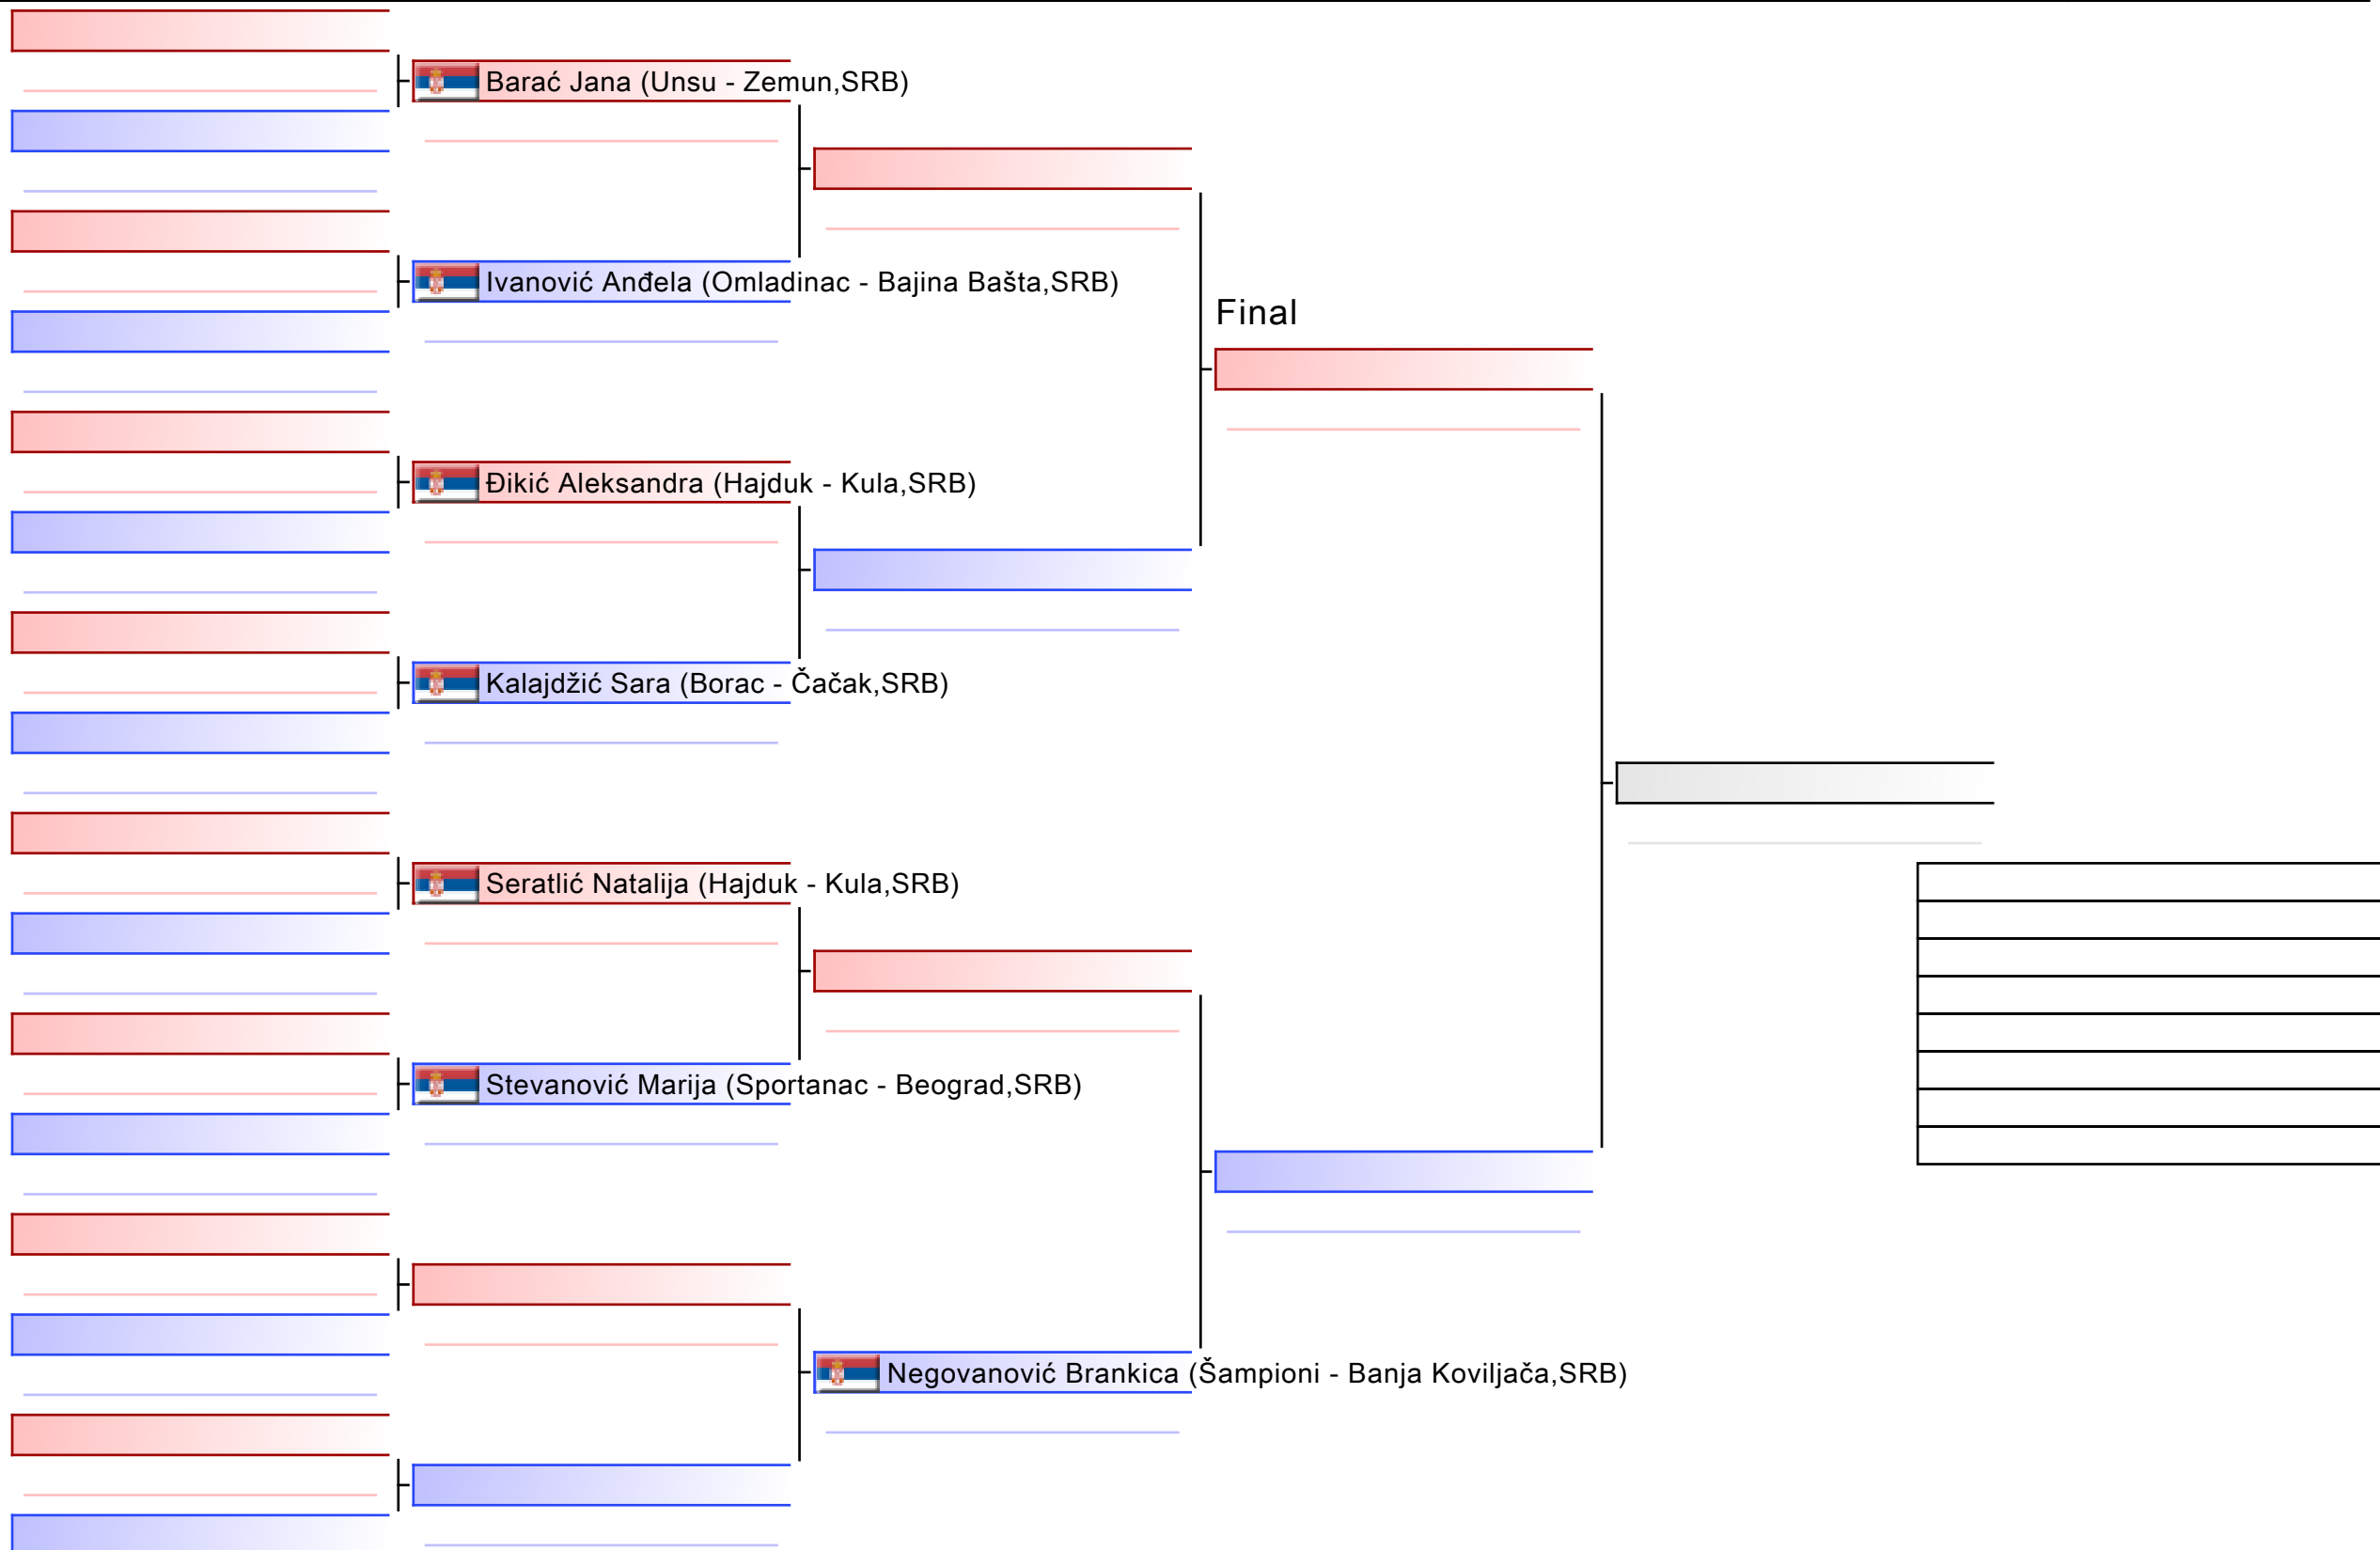 Barać Jana (Unsu - Zemun,SRB)
Ivanović Anđela (Omladinac - Bajina Bašta,SRB)
Final
Đikić Aleksandra (Hajduk - Kula,SRB)
Kalajdžić Sara (Borac - Čačak,SRB)
Seratlić Natalija (Hajduk - Kula,SRB)
Stevanović Marija (Sportanac - Beograd,SRB)
Negovanović Brankica (Šampioni - Banja Koviljača,SRB)